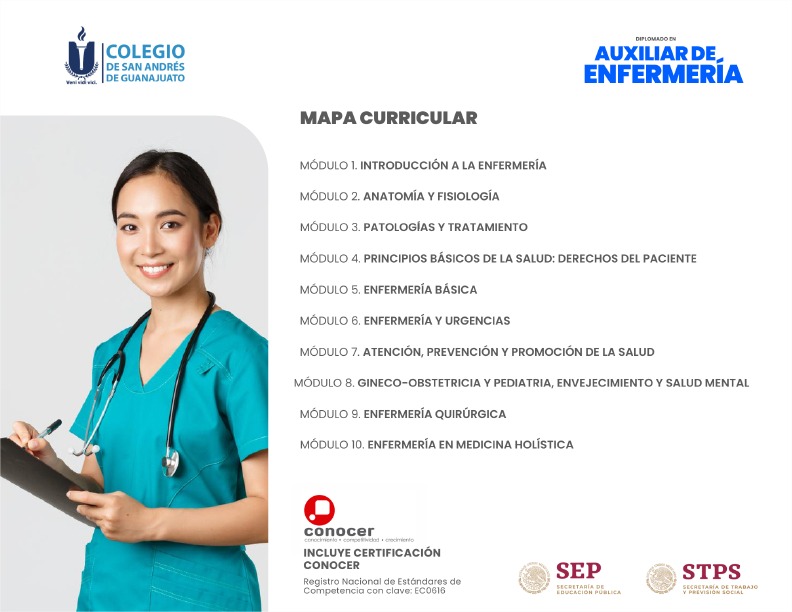 COLEGIO
DE SAN ANDRÉS
DE GUANAJUATO
Veni vidi vici.
DIPLOMADO EN
AUXILIAR DE
ENFERMERÍA
MAPA CURRICULAR
MÓDULO 1. INTRODUCCIÓN A LA ENFERMERÍA
MÓDULO 2. ANATOMÍA Y FISIOLOGÍA
MÓDULO 3. PATOLOGÍAS Y TRATAMIENTO
MÓDULO 4. PRINCIPIOS BÁSICOS DE LA SALUD: DERECHOS DEL PACIENTE
MÓDULO 5. ENFERMERÍA BÁSICA
MÓDULO 6. ENFERMERÍA Y URGENCIAS
MÓDULO 7. ATENCIÓN, PREVENCIÓN Y PROMOCIÓN DE LA SALUD
MÓDULO 8. GINECO-OBSTETRICIA Y PEDIATRIA, ENVEJECIMIENTO Y SALUD MENTAL
MÓDULO 9. ENFERMERÍA QUIRÚRGICA
MÓDULO 10. ENFERMERÍA EN MEDICINA HOLÍSTICA
conocer
conocimiento • competitividad • crecimiento
INCLUYE CERTIFICACIÓN
CONOCER
Registro Nacional de Estándares de
Competencia con clave: EC0616
SEP
SECRETARÍA DE
EDUCACIÓN PÚBLICA
STPS
SECRETARÍA DE TRABAJO
Y PREVISIÓN SOCIAL